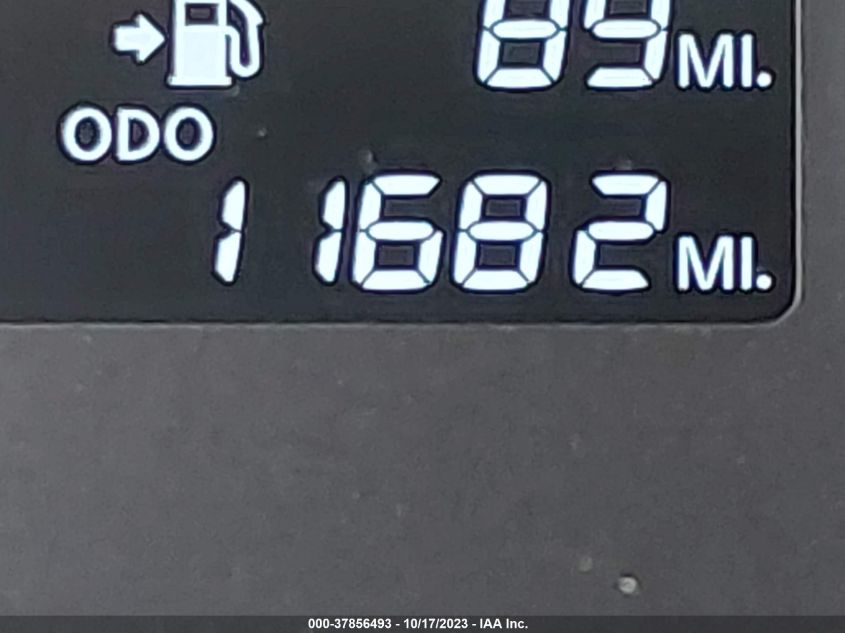 89 MI.
ODO
11682 MI.
000-37856493 - 10/17/2023 - IAA Inc.